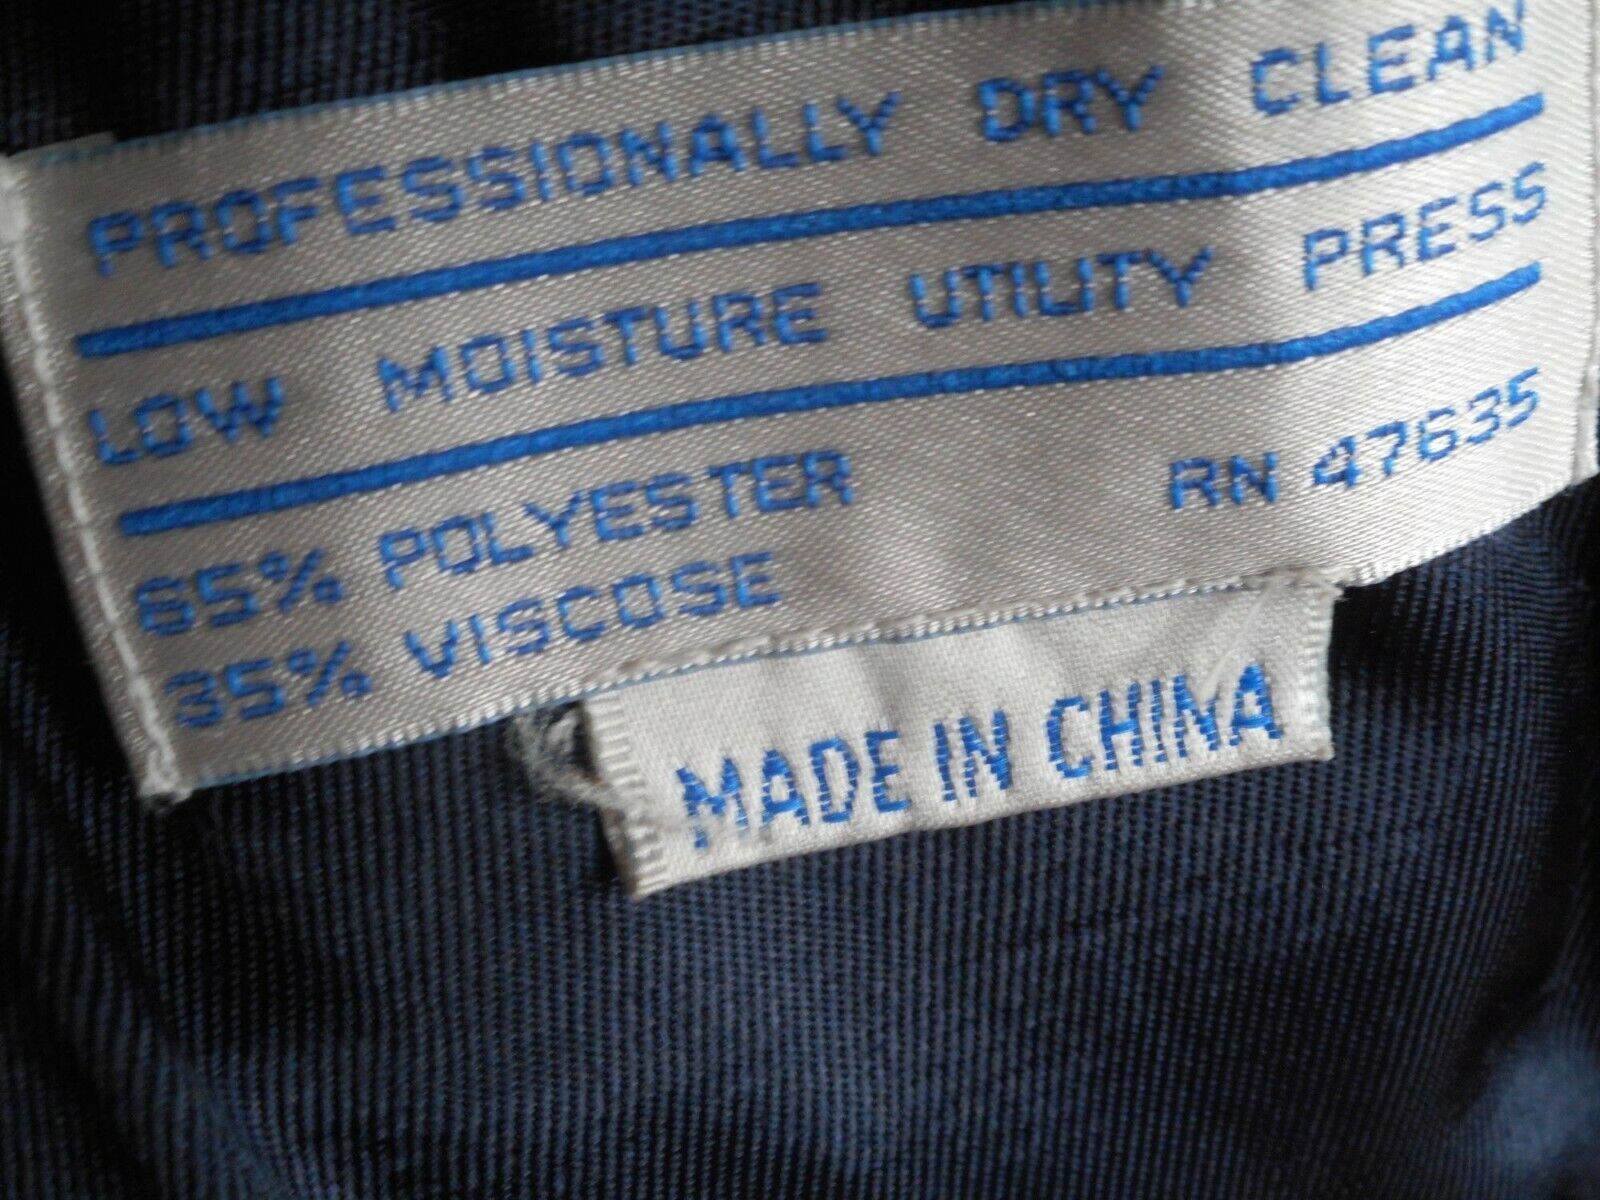 PROFESSIONALLY DRY CLEAN
LOW MOISTURE UTILITY PRESS
65% POLYESTER RN 47635
35% VISCOSE
MADE IN CHINA